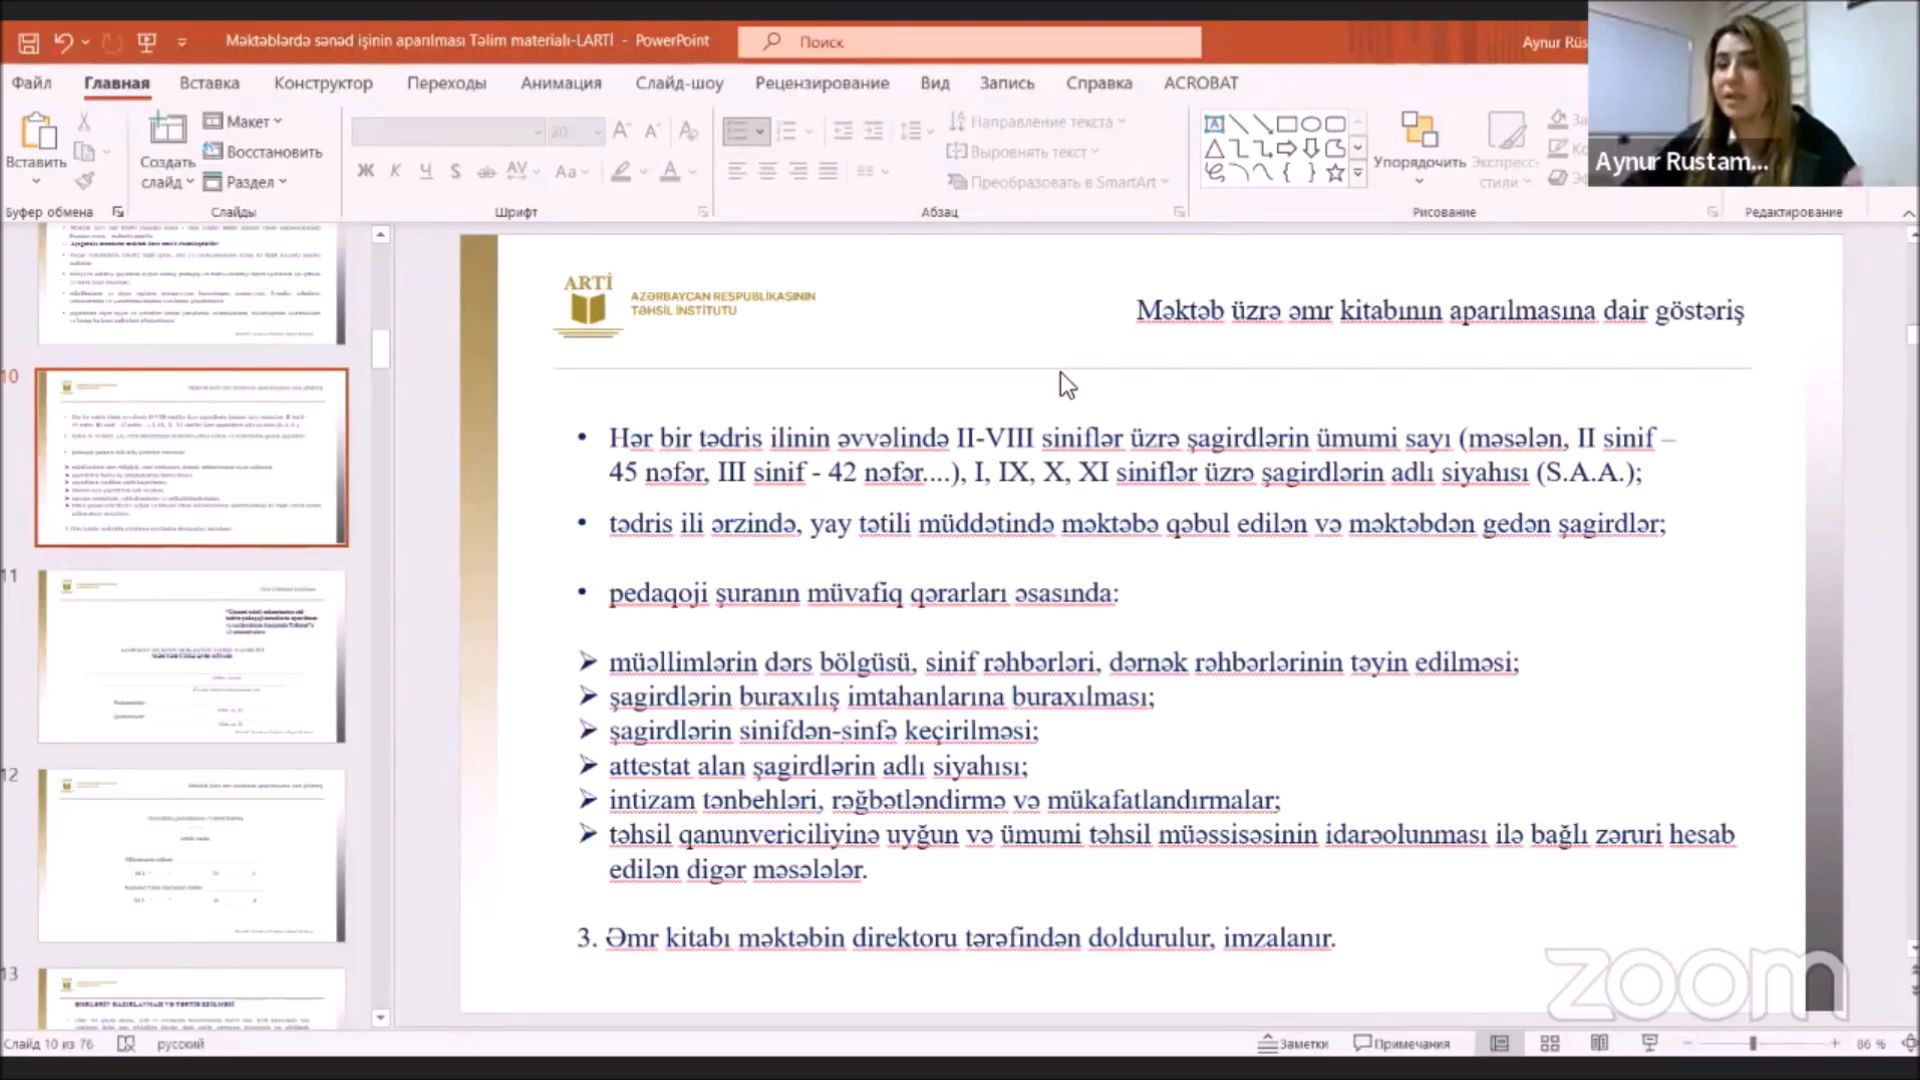 Məktəblərdə sənəd işinin aparılması Təlim materialı-LARTİ - PowerPoint
Поиск
Aynur Rüs
Файл Главная Вставка Конструктор Переходы Анимация Слайд-шоу Рецензирование Вид Запись Справка ACROBAT
Вставить
Создать слайд
Макет
Восстановить
Раздел
20
Ж К Ч S ab AV Aa А
Направление текста
Выровнять текст
Преобразовать в SmartArt
Упорядочить
Экспресс-стили
Aynur Rustam...
Буфер обмена Слайды Шрифт Абзац Рисование Редактирование
10
11
12
13
ARTİ
AZƏRBAYCAN RESPUBLİKASININ
TƏHSİL İNSTİTUTU
Məktəb üzrə əmr kitabının aparılmasına dair göstəriş
• Hər bir tədris ilinin əvvəlində II-VIII siniflər üzrə şagirdlərin ümumi sayı (məsələn, II sinif –
45 nəfər, III sinif - 42 nəfər....), I, IX, X, XI siniflər üzrə şagirdlərin adlı siyahısı (S.A.A.);
• tədris ili ərzində, yay tətili müddətində məktəbə qəbul edilən və məktəbdən gedən şagirdlər;
• pedaqoji şuranın müvafiq qərarları əsasında:
➢ müəllimlərin dərs bölgüsü, sinif rəhbərləri, dərnək rəhbərlərinin təyin edilməsi;
➢ şagirdlərin buraxılış imtahanlarına buraxılması;
➢ şagirdlərin sinifdən-sinfə keçirilməsi;
➢ attestat alan şagirdlərin adlı siyahısı;
➢ intizam tənbehləri, rəğbətləndirmə və mükafatlandırmalar;
➢ təhsil qanunvericiliyinə uyğun və ümumi təhsil müəssisəsinin idarəolunması ilə bağlı zəruri hesab
edilən digər məsələlər.
3. Əmr kitabı məktəbin direktoru tərəfindən doldurulur, imzalanır.
zoom
Слайд 10 из 76 русский Заметки Примечания 86 %